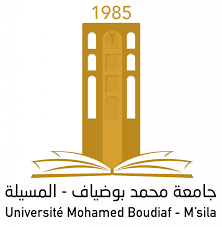 1985
جامعة محمد بوضياف - المسيلة
Université Mohamed Boudiaf - M'sila